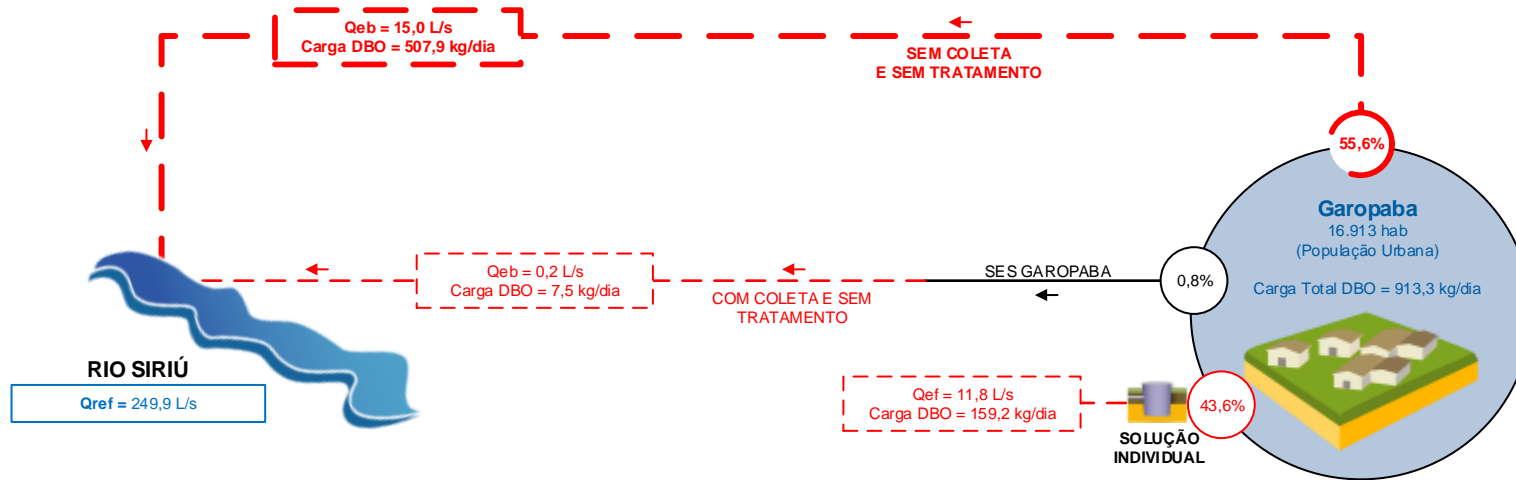 Qeb = 15,0 L/s
Carga DBO = 507,9 kg/dia
SEM COLETA
E SEM TRATAMENTO
55,6%
Garopaba
16.913 hab
(População Urbana)
Carga Total DBO = 913,3 kg/dia
Qeb = 0,2 L/s
Carga DBO = 7,5 kg/dia
COM COLETA E SEM
TRATAMENTO
SES GAROPABA
0,8%
RIO SIRIÚ
Qref = 249,9 L/s
Qef = 11,8 L/s
Carga DBO = 159,2 kg/dia
SOLUÇÃO
INDIVIDUAL
43,6%